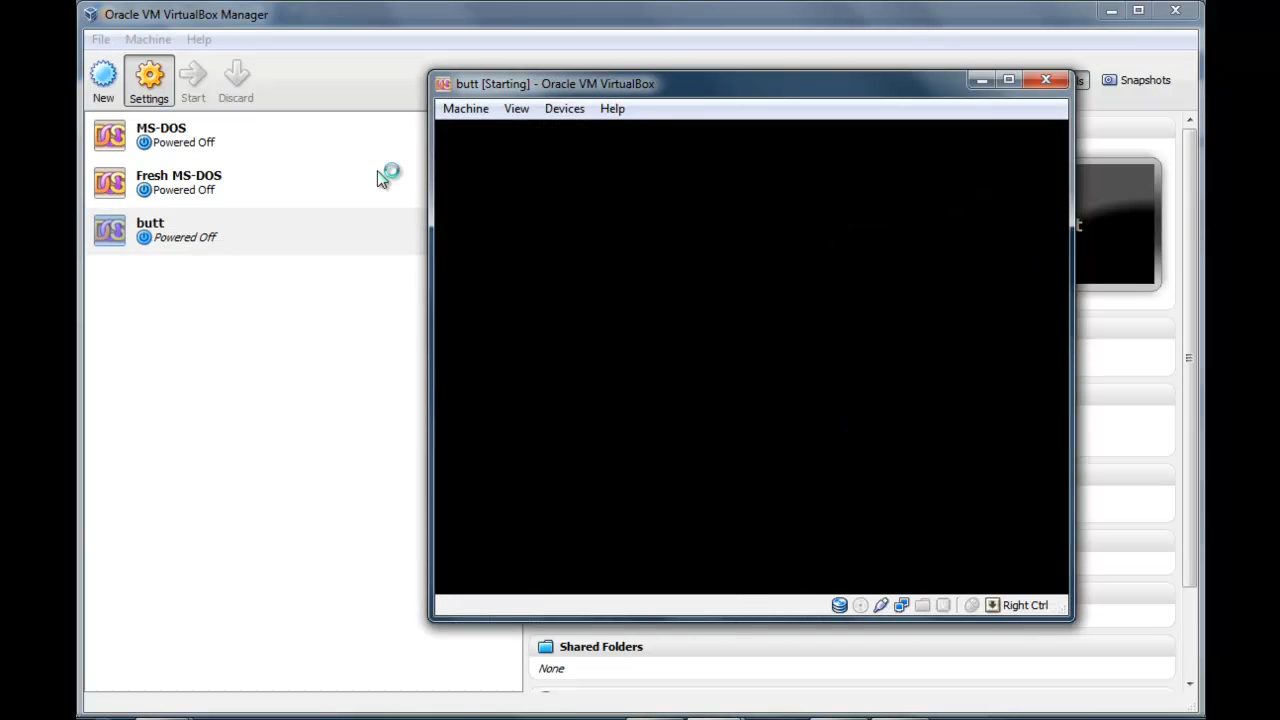 Oracle VM VirtualBox Manager
File Machine Help
New Settings Start Discard
Snapshots
MS-DOS
Powered Off
Fresh MS-DOS
Powered Off
butt
Powered Off
butt [Starting] - Oracle VM VirtualBox
Machine View Devices Help
Right Ctrl
Shared Folders
None